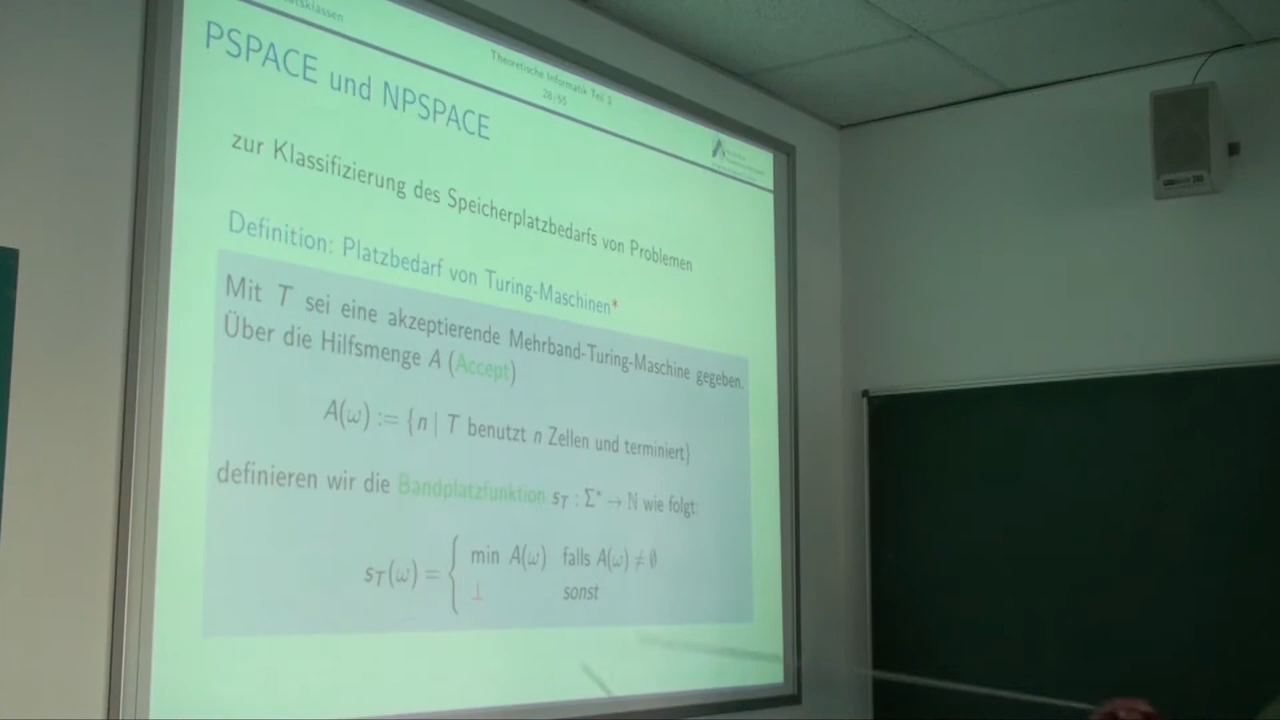 Theoretische Informatik Teil 3
28/55
PSPACE und NPSPACE
zur Klassifizierung des Speicherplatzbedarfs von Problemen
Definition: Platzbedarf von Turing-Maschinen*
Mit T sei eine akzeptierende Mehrband-Turing-Maschine gegeben.
Über die Hilfsmenge A (Accept)
A(ω) := {n | T benutzt n Zellen und terminiert}
definieren wir die Bandplatzfunktion s_T : Σ* → ℕ wie folgt:
s_T(ω) = { min A(ω) falls A(ω) ≠ ∅
⊥ sonst